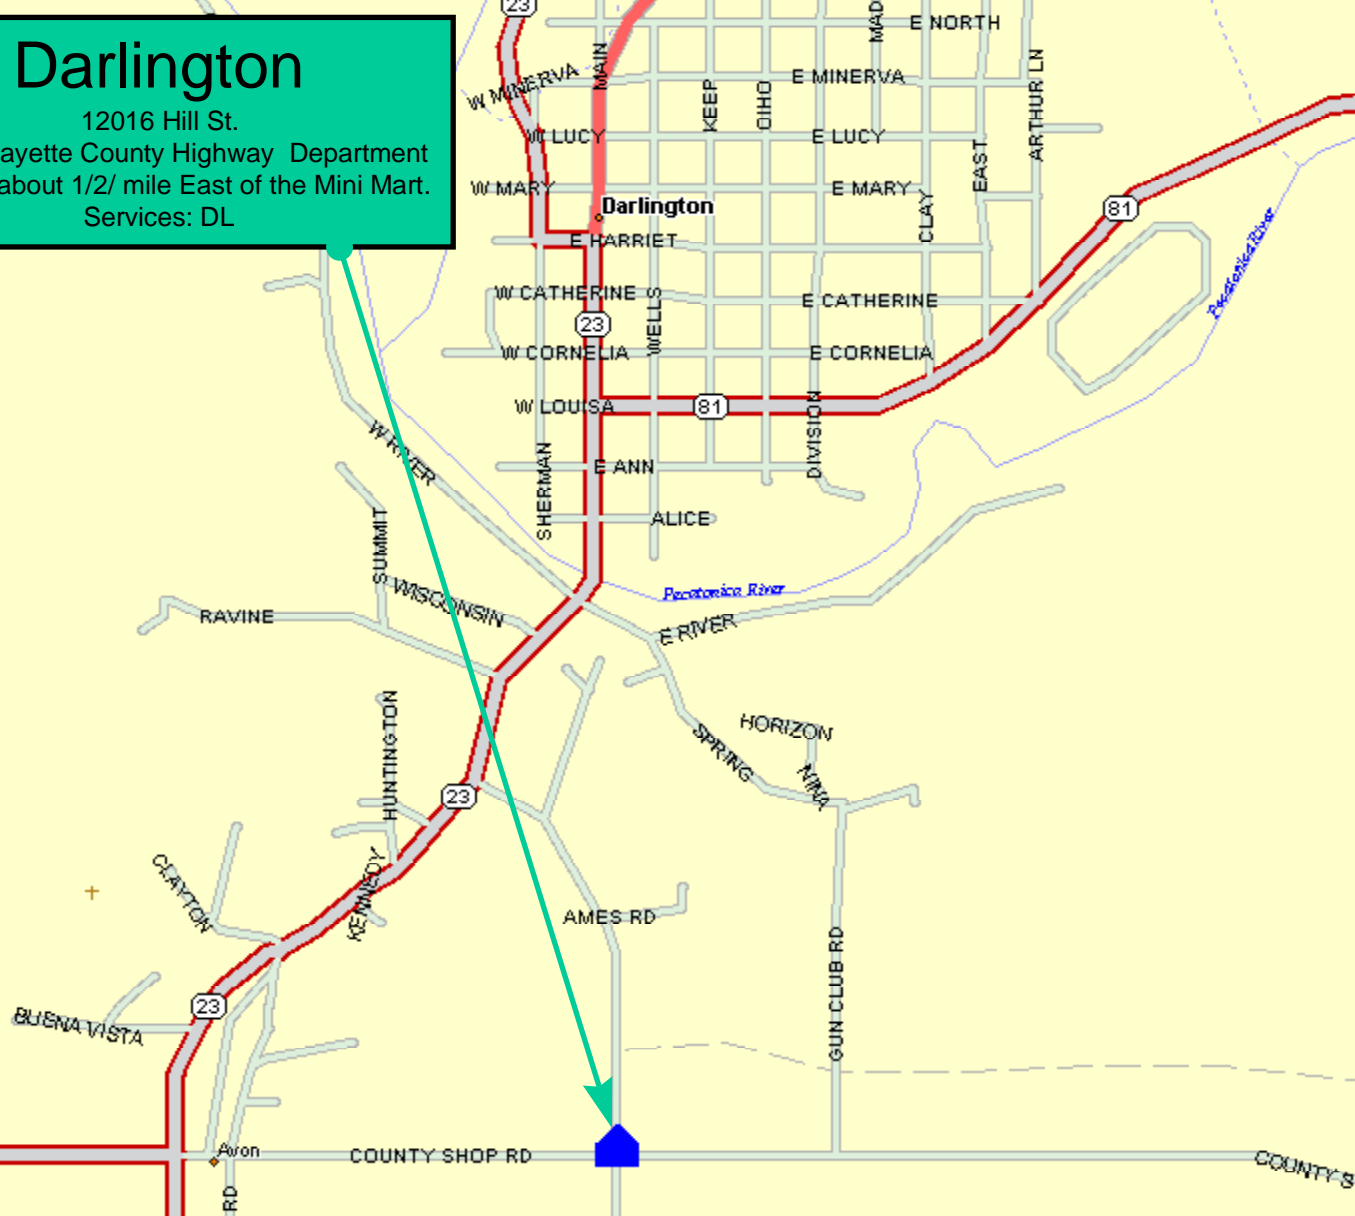 Darlington
12016 Hill St.
ayette County Highway  Department
about 1/2/ mile East of the Mini Mart.
Services: DL
23
MAIN
MAD
E NORTH
W MINERVA
E MINERVA
KEEP
OHIO
ARTHUR LN
W LUCY
E LUCY
EAST
W MARY
E MARY
CLAY
Darlington
81
Pecatonica River
E HARRIET
W CATHERINE
E CATHERINE
WELLS
23
W CORNELIA
E CORNELIA
W LOUISA
81
DIVISION
W RIVER
E ANN
SHERMAN
ALICE
SUMMIT
Pecatonica River
WISCONSIN
RAVINE
E RIVER
HUNTINGTON
HORIZON
SPRING
NINA
23
KENNEDY
CLAYTON
AMES RD
GUN CLUB RD
23
BUENA VISTA
Avon
COUNTY SHOP RD
COUNTY S
RD